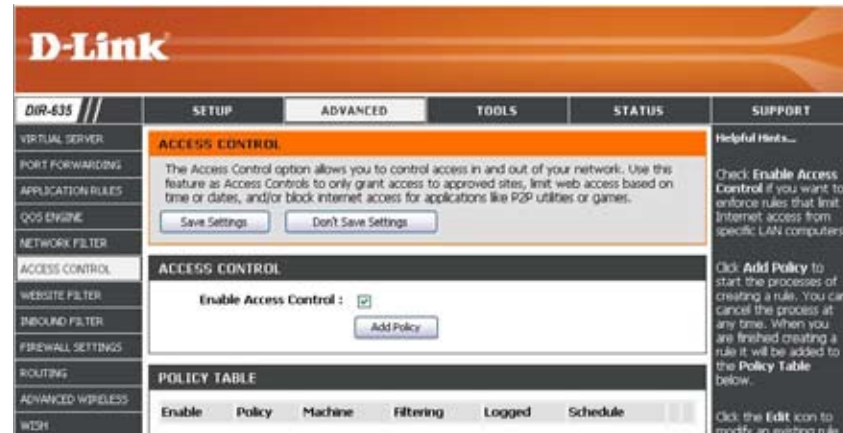 D-Link
DIR-635
SETUP
ADVANCED
TOOLS
STATUS
SUPPORT
VIRTUAL SERVER
PORT FORWARDING
APPLICATION RULES
QOS ENGINE
NETWORK FILTER
ACCESS CONTROL
WEBSITE FILTER
INBOUND FILTER
FIREWALL SETTINGS
ROUTING
ADVANCED WIRELESS
WISH
ACCESS CONTROL
The Access Control option allows you to control access in and out of your network. Use this
feature as Access Controls to only grant access to approved sites, limit web access based on
time or dates, and/or block internet access for applications like P2P utilities or games.
Save Settings
Don't Save Settings
ACCESS CONTROL
Enable Access Control :
Add Policy
POLICY TABLE
Enable Policy Machine Filtering Logged Schedule
Helpful Hints...
Check Enable Access
Control if you want to
enforce rules that limit
Internet access from
specific LAN computers
Click Add Policy to
start the processes of
creating a rule. You can
cancel the process at
any time. When you
are finished creating a
rule it will be added to
the Policy Table
below.
Click the Edit icon to
modify an existing rule